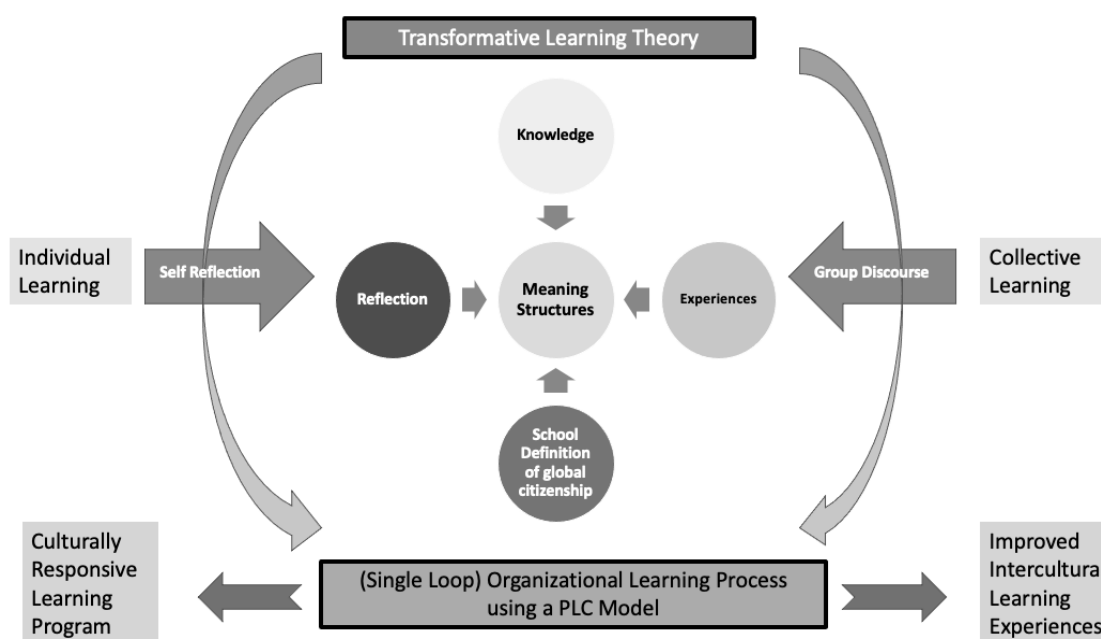 Transformative Learning Theory
Knowledge
Individual
Learning
Self Reflection
Reflection
Meaning
Structures
Experiences
Group Discourse
Collective
Learning
School
Definition
of global
citizenship
Culturally
Responsive
Learning
Program
(Single Loop) Organizational Learning Process
using a PLC Model
Improved
Intercultura
Learning
Experiences